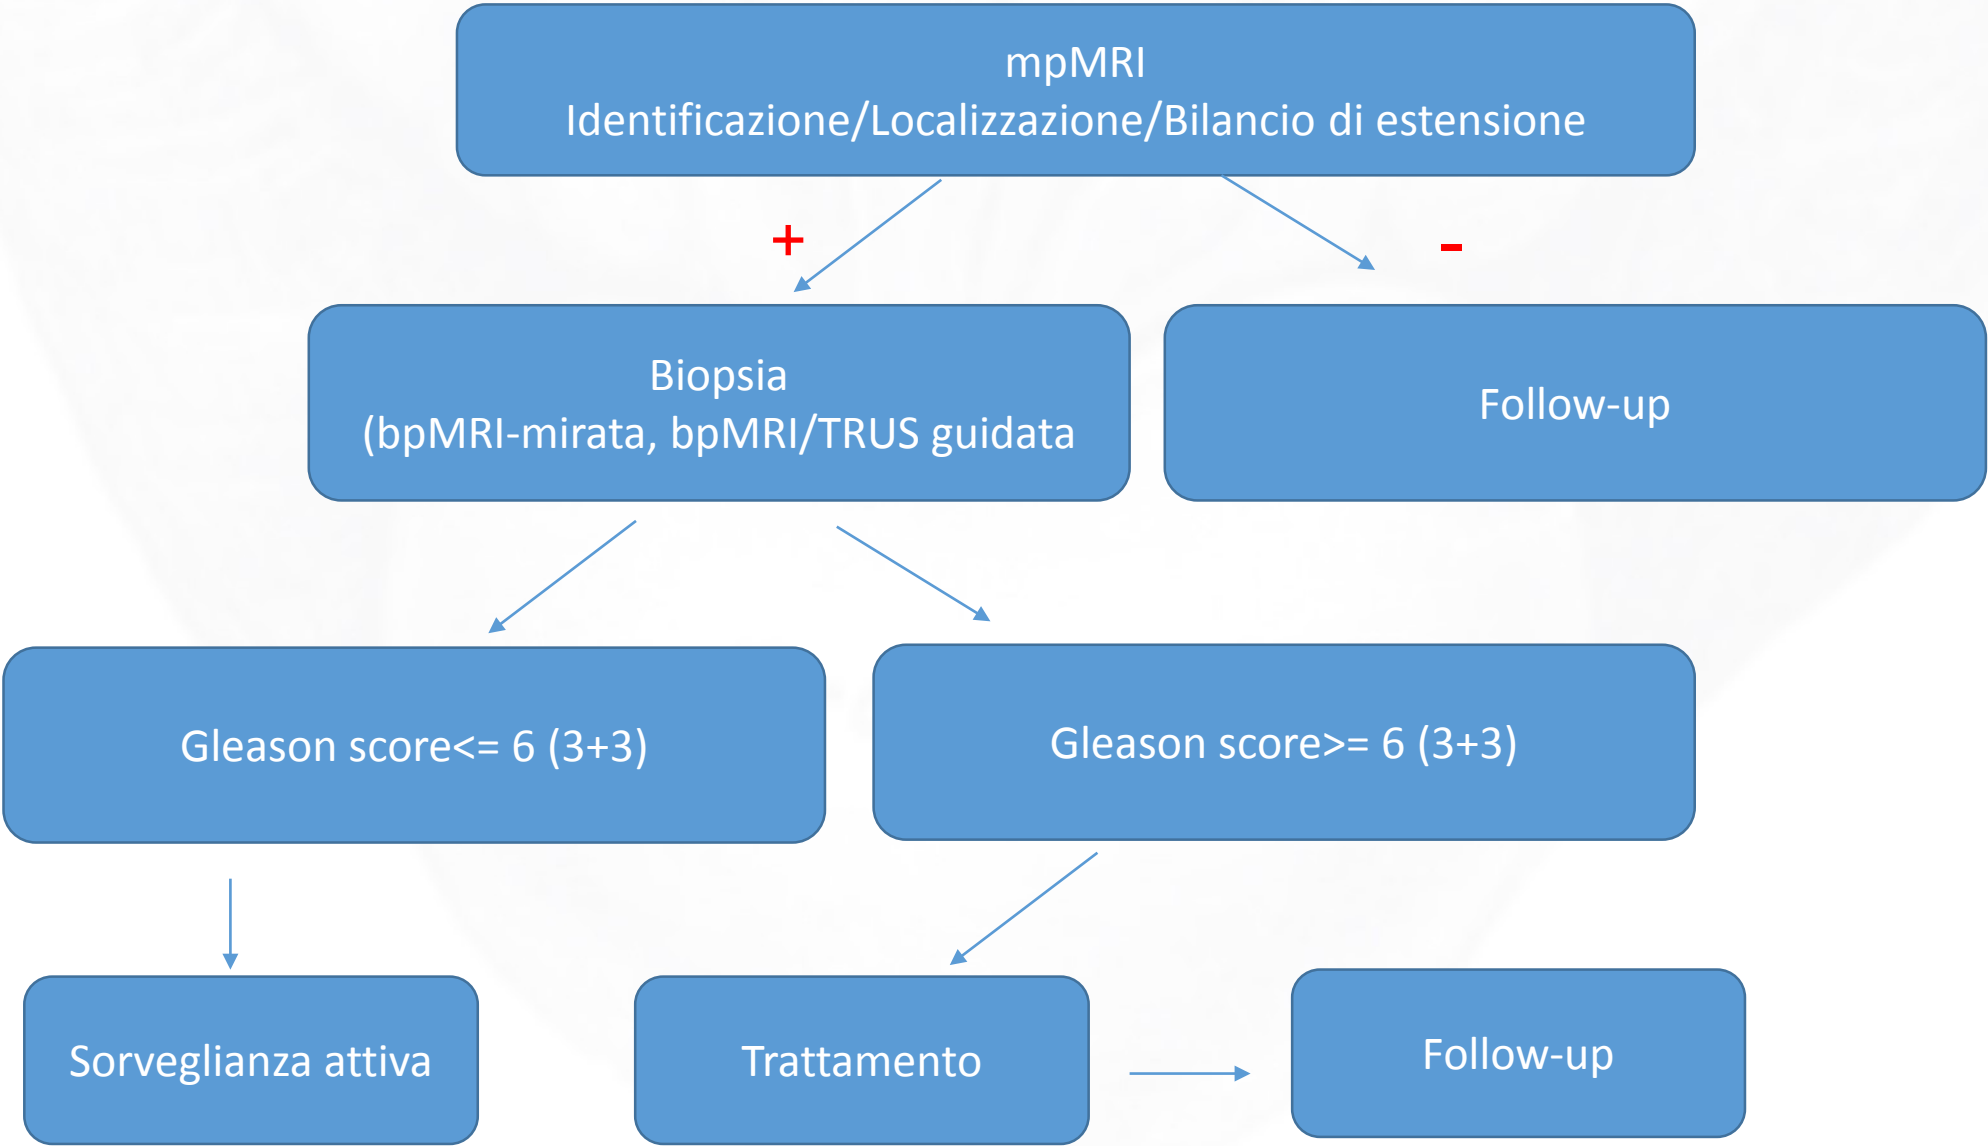 mpMRI
Identificazione/Localizzazione/Bilancio di estensione
+
-
Biopsia
(bpMRI-mirata, bpMRI/TRUS guidata
Follow-up
Gleason score<= 6 (3+3)
Gleason score>= 6 (3+3)
Sorveglianza attiva
Trattamento
Follow-up